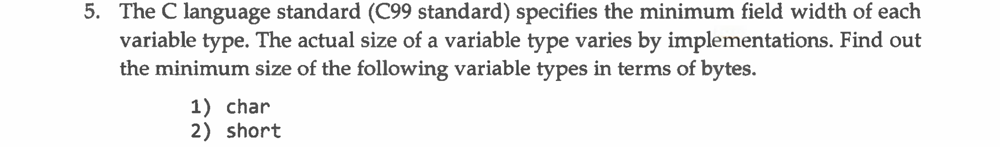 5. The C language standard (C99 standard) specifies the minimum field width of each
variable type. The actual size of a variable type varies by implementations. Find out
the minimum size of the following variable types in terms of bytes.
1) char
2) short